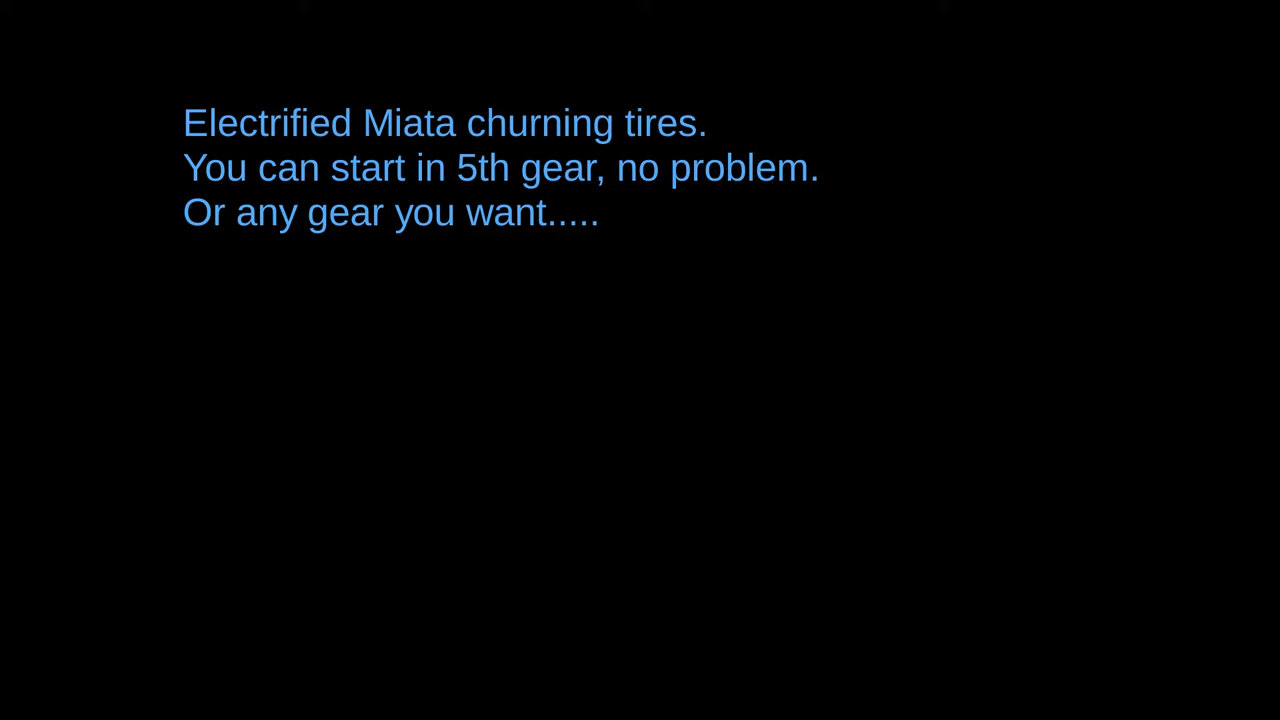 Electrified Miata churning tires.
You can start in 5th gear, no problem.
Or any gear you want.....